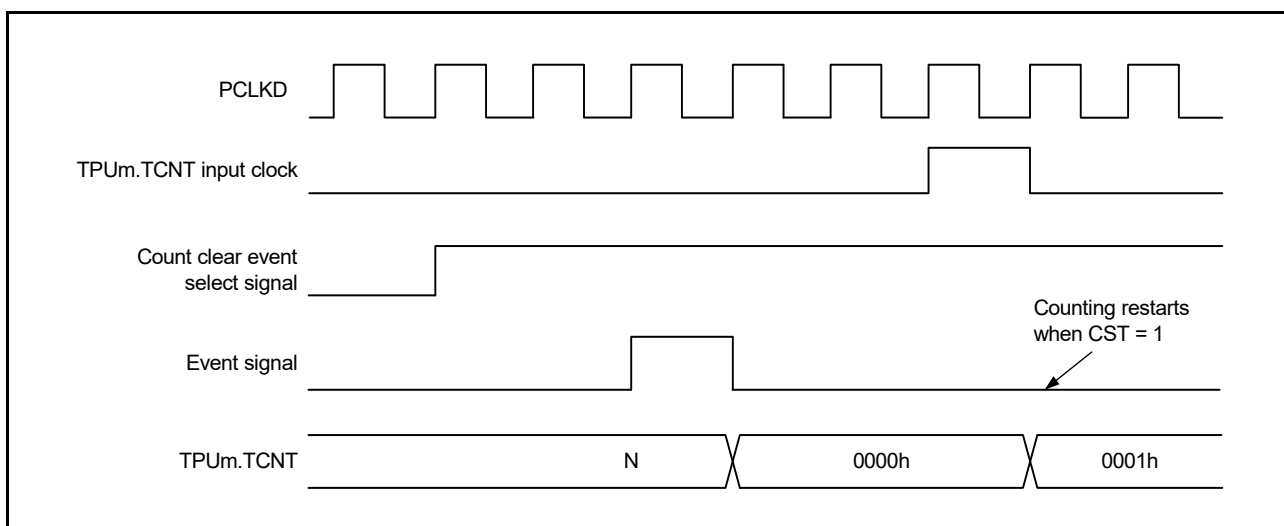 PCLKD
TPUm.TCNT input clock
Count clear event
select signal
Counting restarts
when CST = 1
Event signal
TPUm.TCNT
N
0000h
0001h